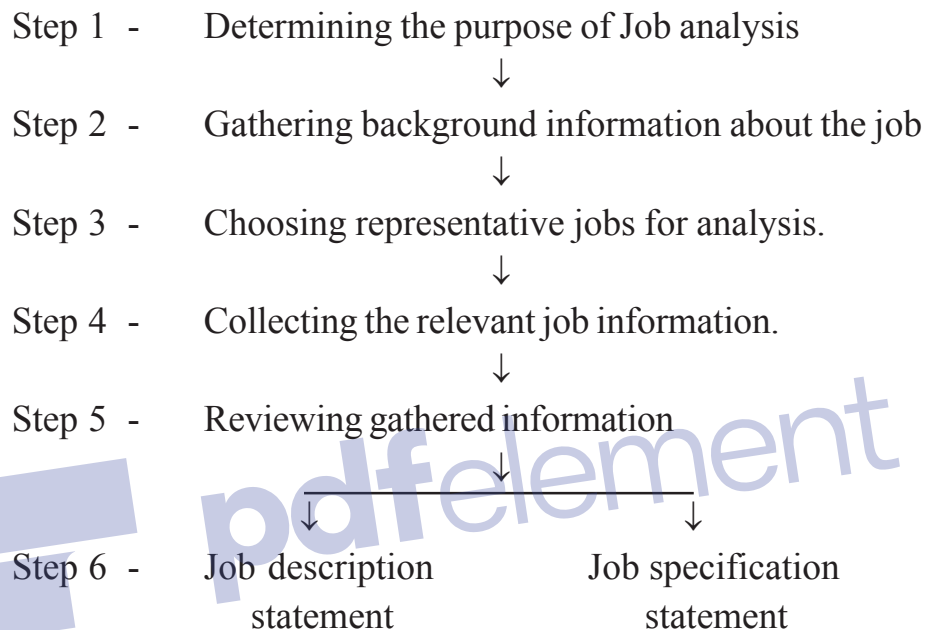 Step 1 - Determining the purpose of Job analysis
↓
Step 2 - Gathering background information about the job
↓
Step 3 - Choosing representative jobs for analysis.
↓
Step 4 - Collecting the relevant job information.
↓
Step 5 - Reviewing gathered information
↓
pdfelement
↓ ↓
Step 6 - Job description Job specification
statement statement